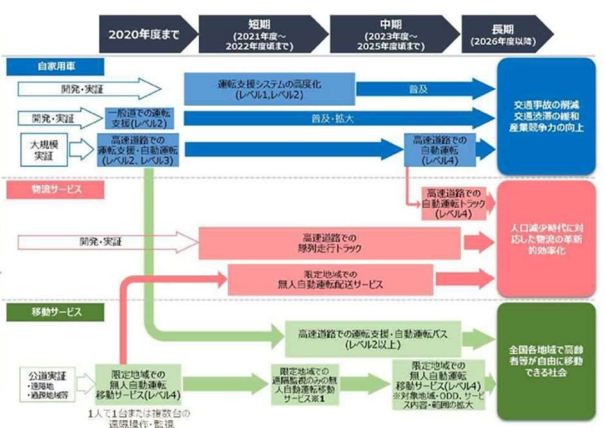 2020年度まで
短期
(2021年度～
2022年度頃まで)
中期
(2023年度～
2025年度頃まで)
長期
(2026年度以降)
自家用車
開発・実証
運転支援システムの高度化
(レベル1,レベル2)
普及
開発・実証
一般道での運転
支援(レベル2)
普及・拡大
大規模
実証
高速道路での
運転支援・自動運転
(レベル2、レベル3)
高速道路での
自動運転
(レベル4)
交通事故の削減
交通渋滞の緩和
産業競争力の向上
物流サービス
高速道路での
自動運転トラック
(レベル4)
開発・実証
高速道路での
隊列走行トラック
限定地域での
無人自動運転配送サービス
人口減少時代に対
応した物流の革新
的効率化
移動サービス
高速道路での運転支援・自動運転バス
(レベル2以上)
公道実証
・遠隔地
・過疎地域等
限定地域での
無人自動運転
移動サービス(レベル4)
1人で1台または複数台の
遠隔操作・監視
限定地域での
遠隔監視のみの無
人自動運転移動
サービス※1
限定地域での
無人自動運転
移動サービス(レベル4)
※対象地域・ODD、サービ
ス内容・範囲の拡大
全国各地域で高齢
者等が自由に移動
できる社会